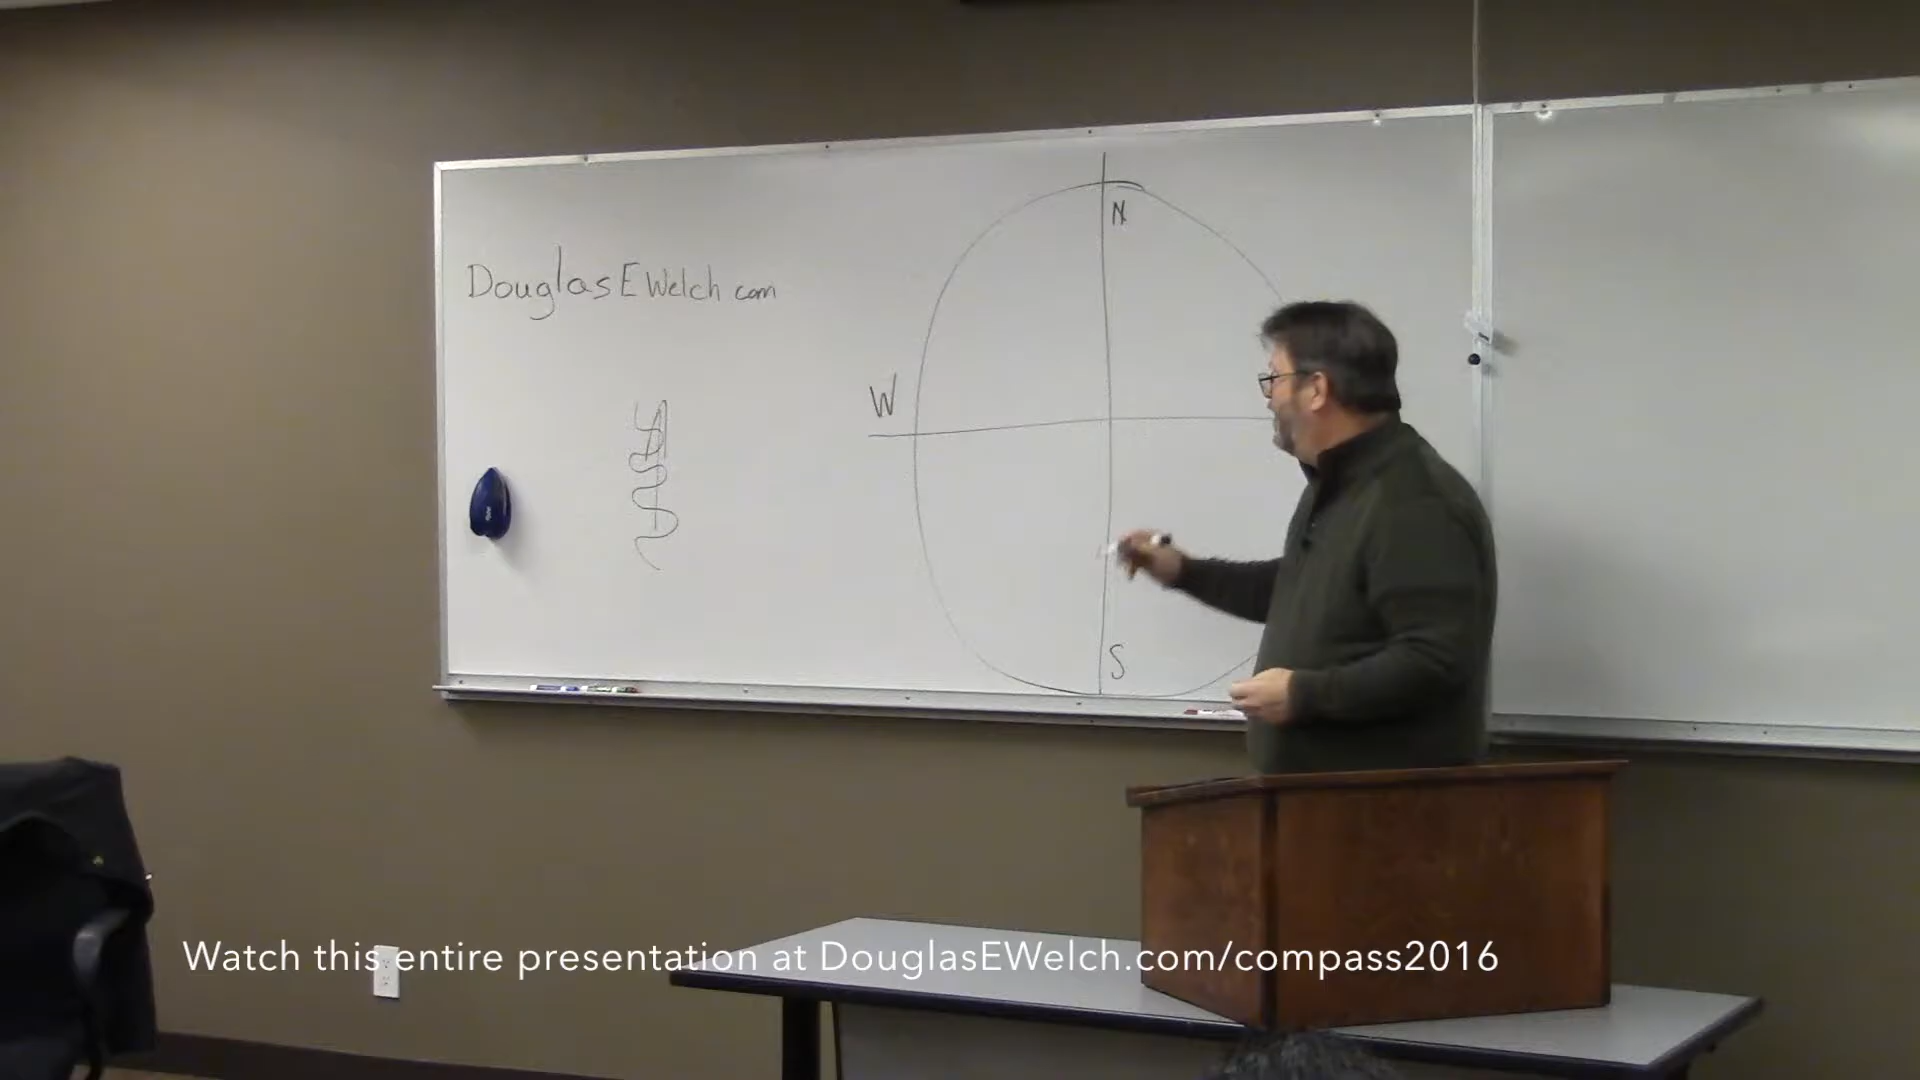 N
DouglasEWelch com
W
S
Watch this entire presentation at DouglasEWelch.com/compass2016